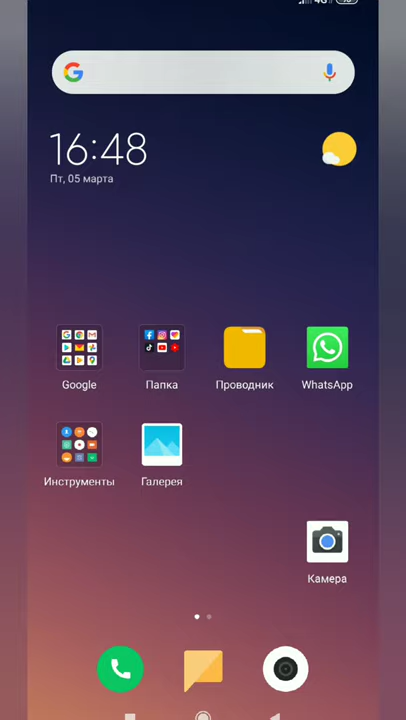 16:48
Пт, 05 марта
Google
Папка
Проводник
WhatsApp
Инструменты
Галерея
Камера